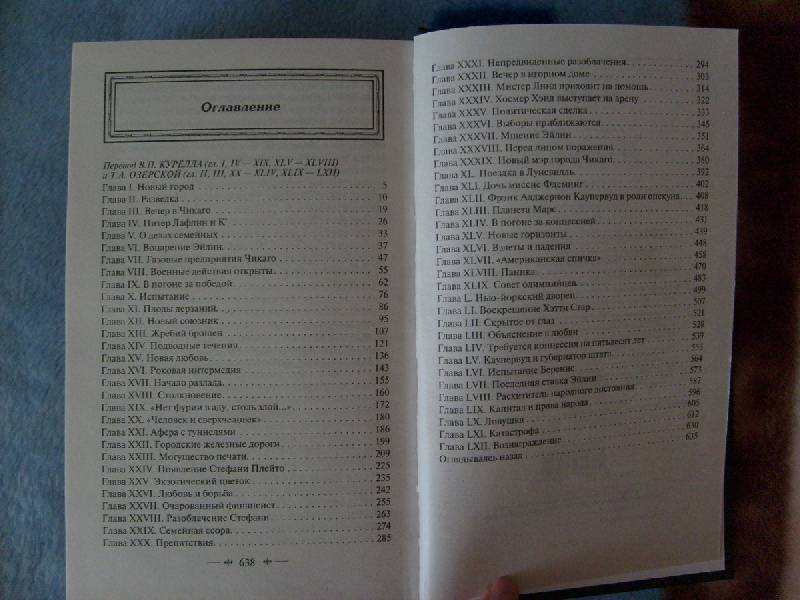 Оглавление
Перевод В.П. КУРЕЛЛА (гл. I, IV — XIX, XLV — XLVIII)
и Т.А. ОЗЕРСКОЙ (гл. II, III, XX — XLIV, XLIX — LXII)
Глава I. Новый город 5
Глава II. Разведка 10
Глава III. Вечер в Чикаго 19
Глава IV. Питер Лафлин и К° 26
Глава V. О делах семейных 33
Глава VI. Воцарение Эйлин 37
Глава VII. Газовые предприятия Чикаго 47
Глава VIII. Военные действия открыты 55
Глава IX. В погоне за победой 62
Глава X. Испытание 76
Глава XI. Плоды дерзаний 86
Глава XII. Новый союзник 95
Глава XIII. Жребий брошен 107
Глава XIV. Подводные течения 121
Глава XV. Новая любовь 136
Глава XVI. Роковая интермедия 143
Глава XVII. Начало разлада 155
Глава XVIII. Столкновение 160
Глава XIX. «Нет фурии в аду, столь злой...» 172
Глава XX. «Человек и сверхчеловек» 180
Глава XXI. Афера с туннелями 186
Глава XXII. Городские железные дороги 199
Глава XXIII. Могущество печати 209
Глава XXIV. Появление Стефани Плейто 225
Глава XXV. Экзотический цветок 235
Глава XXVI. Любовь и борьба 242
Глава XXVII. Очарованный финансист 255
Глава XXVIII. Разоблачение Стефани 263
Глава XXIX. Семейная ссора 274
Глава XXX. Препятствия 285
638
Глава XXXI. Непредвиденные разоблачения 294
Глава XXXII. Вечер в игорном доме 303
Глава XXXIII. Мистер Линд приходит на помощь 314
Глава XXXIV. Хосмер Хэнд выступает на арену 322
Глава XXXV. Политическая сделка 333
Глава XXXVI. Выборы приближаются 345
Глава XXXVII. Мщение Эйлин 351
Глава XXXVIII. Перед лицом поражения 364
Глава XXXIX. Новый мэр города Чикаго 380
Глава XL. Поездка в Луисвиль 392
Глава XLI. Дочь миссис Флеминг 402
Глава XLII. Фрэнк Алджернон Каупервуд в роли опекуна 408
Глава XLIII. Планета Марс 418
Глава XLIV. В погоне за концессией 431
Глава XLV. Новые горизонты 439
Глава XLVI. Взлеты и падения 448
Глава XLVII. «Американская спичка» 458
Глава XLVIII. Паника 470
Глава XLIX. Совет олимпийцев 483
Глава L. Нью-йоркский дворец 499
Глава LI. Воскрешение Хэтти Стар 507
Глава LII. Скрытое от глаз 521
Глава LIII. Объяснение в любви 528
Глава LIV. Требуется концессия на пятьдесят лет 539
Глава LV. Каупервуд и губернатор штата 552
Глава LVI. Испытание Беренис 564
Глава LVII. Последняя ставка Эйлин 573
Глава LVIII. Расхититель народного достояния 587
Глава LIX. Капитал и права народа 596
Глава LX. Ловушка 605
Глава LXI. Катастрофа 612
Глава LXII. Вознаграждение 630
Оглядываясь назад 635